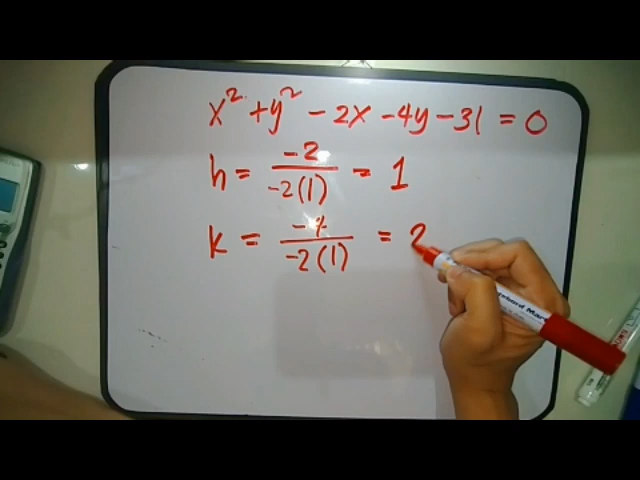 x² + y² - 2x - 4y - 31 = 0
h = -2 / -2(1) = 1
k = -4 / -2(1) = 2